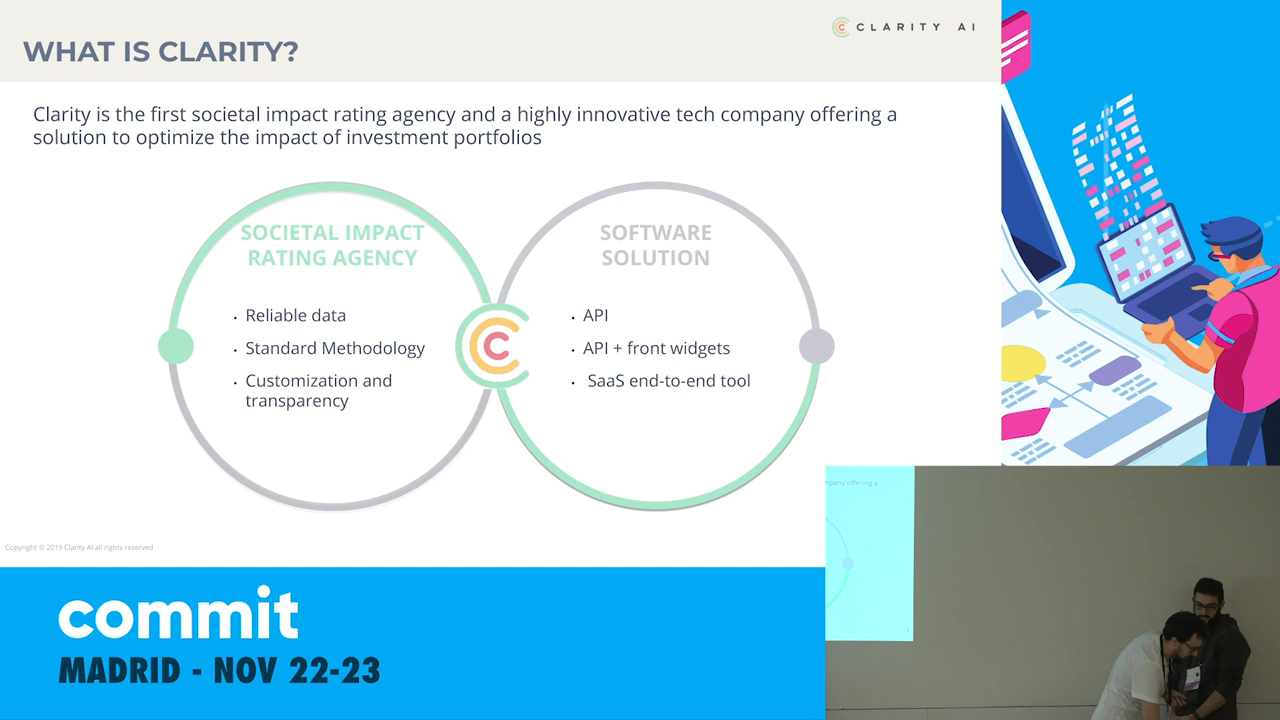 CLARITY AI
WHAT IS CLARITY?
Clarity is the first societal impact rating agency and a highly innovative tech company offering a
solution to optimize the impact of investment portfolios
SOCIETAL IMPACT
RATING AGENCY
• Reliable data
• Standard Methodology
• Customization and
transparency
SOFTWARE
SOLUTION
• API
• API + front widgets
• SaaS end-to-end tool
Copyright © 2019 Clarity AI all rights reserved
commit
MADRID - NOV 22-23
mpany offering a